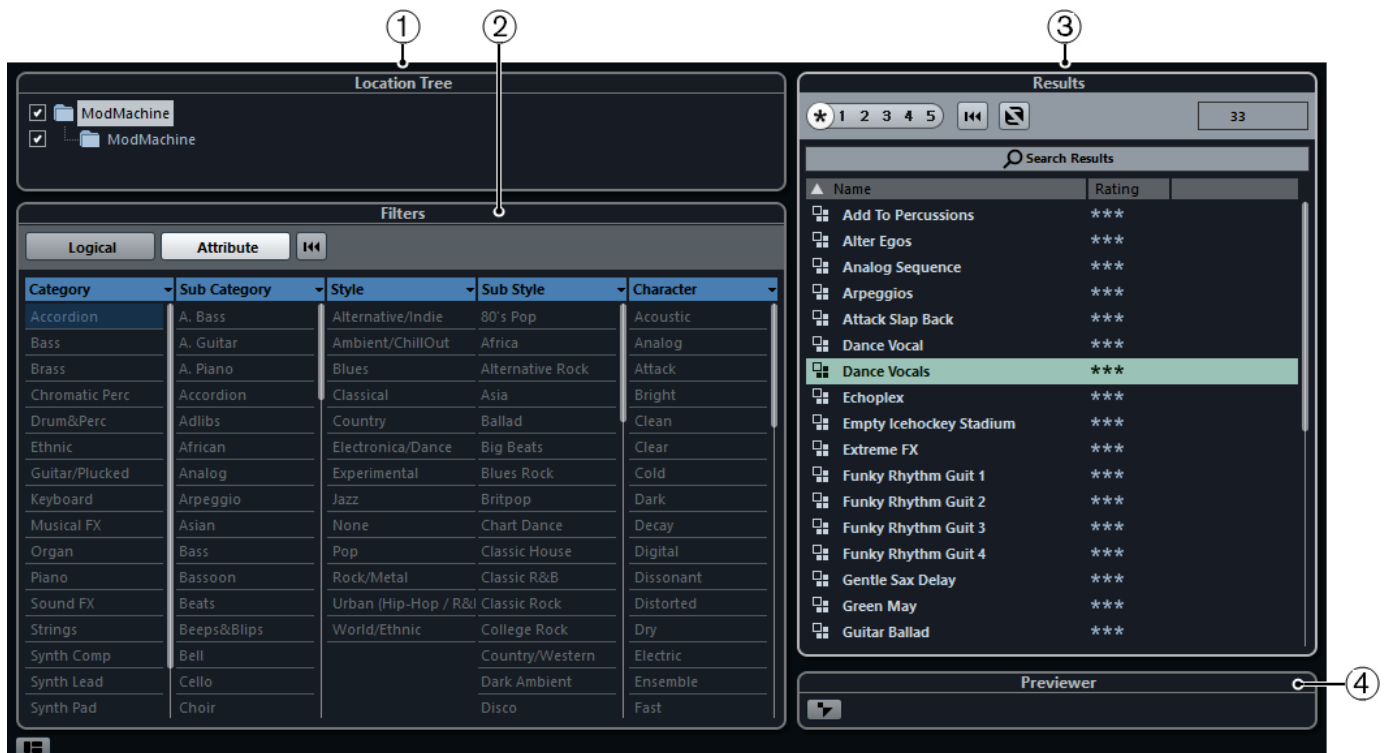 1 2 3
Location Tree
ModMachine
ModMachine
Filters
Logical Attribute
Category Sub Category Style Sub Style Character
Accordion A. Bass Alternative/Indie 80's Pop Acoustic
Bass A. Guitar Ambient/ChillOut Africa Analog
Brass A. Piano Blues Alternative Rock Attack
Chromatic Perc Accordion Classical Asia Bright
Drum&Perc Adlibs Country Ballad Clean
Ethnic African Electronica/Dance Big Beats Clear
Guitar/Plucked Analog Experimental Blues Rock Cold
Keyboard Arpeggio Jazz Britpop Dark
Musical FX Asian None Chart Dance Decay
Organ Bass Pop Classic House Digital
Piano Bassoon Rock/Metal Classic R&B Dissonant
Sound FX Beats Urban (Hip-Hop / R&I Classic Rock Distorted
Strings Beeps&Blips World/Ethnic College Rock Dry
Synth Comp Bell Country/Western Electric
Synth Lead Cello Dark Ambient Ensemble
Synth Pad Choir Disco Fast
Results
* 1 2 3 4 5 33
Search Results
Name Rating
Add To Percussions ***
Alter Egos ***
Analog Sequence ***
Arpeggios ***
Attack Slap Back ***
Dance Vocal ***
Dance Vocals ***
Echoplex ***
Empty Icehockey Stadium ***
Extreme FX ***
Funky Rhythm Guit 1 ***
Funky Rhythm Guit 2 ***
Funky Rhythm Guit 3 ***
Funky Rhythm Guit 4 ***
Gentle Sax Delay ***
Green May ***
Guitar Ballad ***
Previewer
4